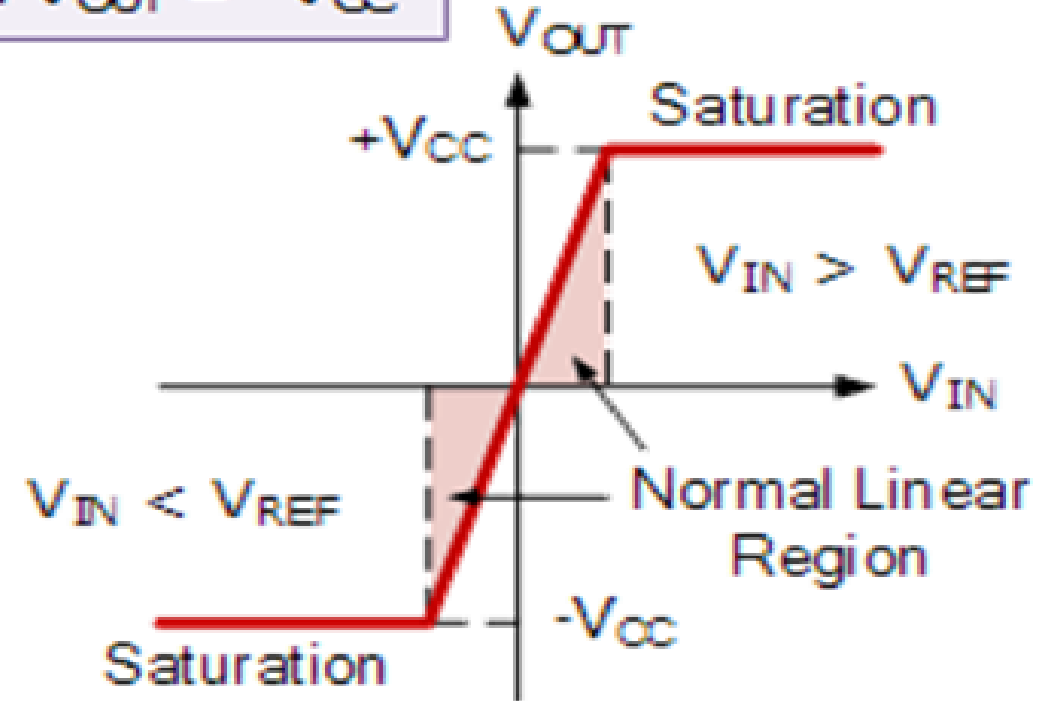 VOUT
Saturation
+VCC
VIN > VREF
VIN
VIN < VREF
Normal Linear
Region
-VCC
Saturation